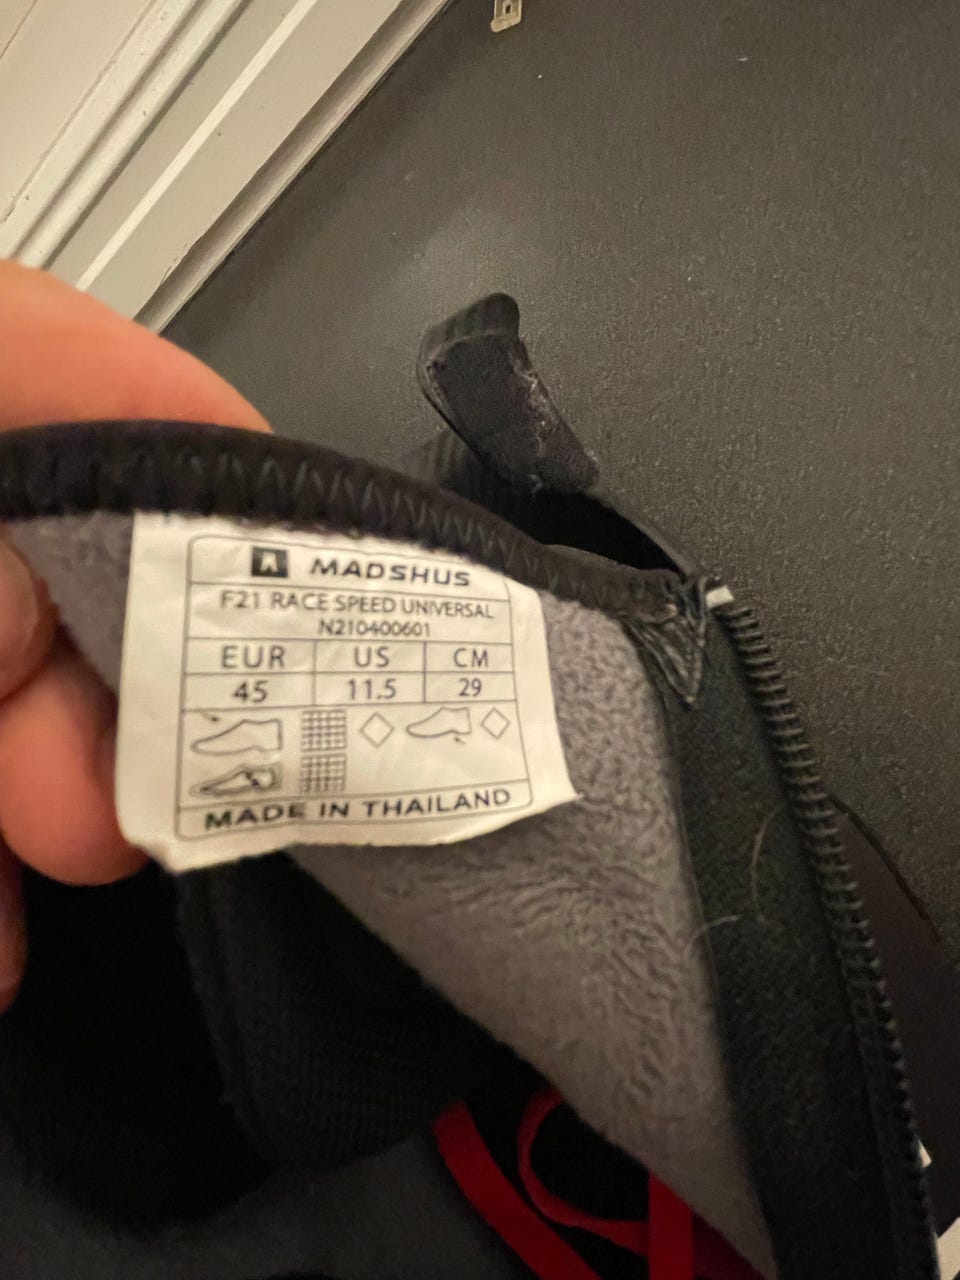 MADSHUS
F21 RACE SPEED UNIVERSAL
N210400601
EUR US CM
45 11.5 29
MADE IN THAILAND